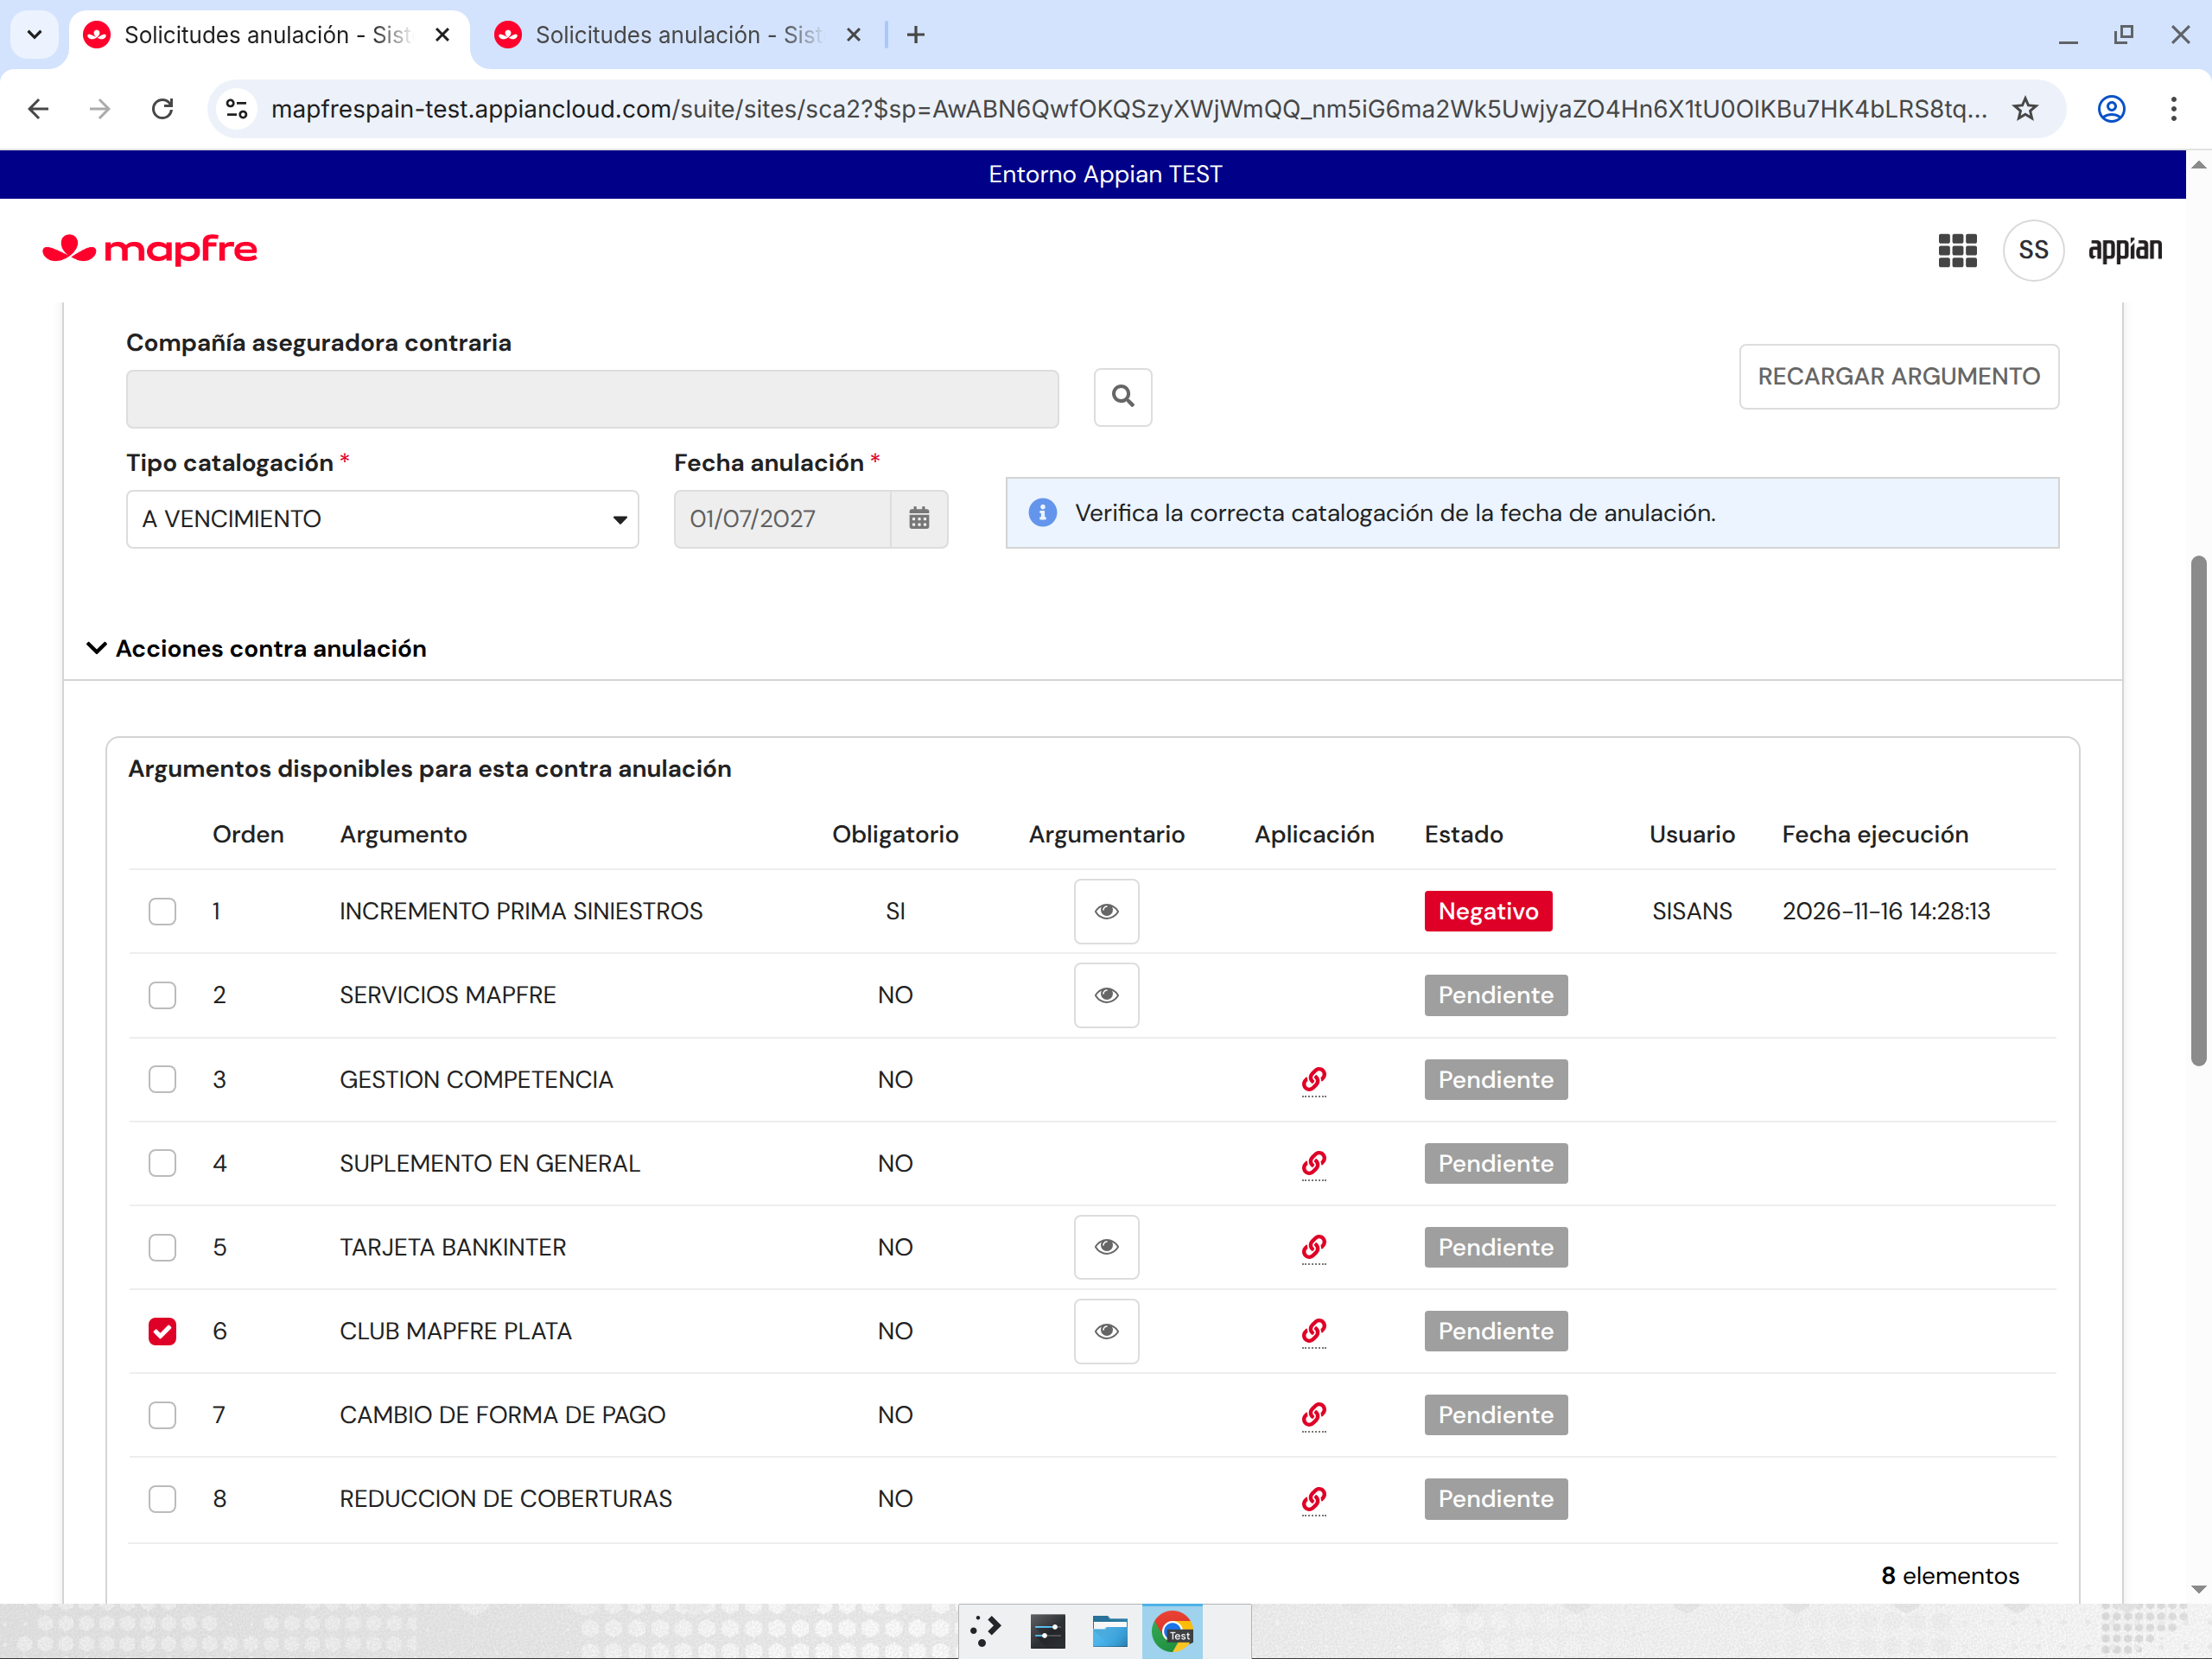 Solicitudes anulación - Sist
Solicitudes anulación - Sist
mapfrespain-test.appiancloud.com/suite/sites/sca2?$sp=AwABN6QwfOKQSzyXWjWmQQ_nm5iG6ma2Wk5UwjyaZO4Hn6X1tU0OlKBu7HK4bLRS8tq...
Entorno Appian TEST
mapfre
SS
appian
Compañía aseguradora contraria
RECARGAR ARGUMENTO
Tipo catalogación *
Fecha anulación *
A VENCIMIENTO
01/07/2027
Verifica la correcta catalogación de la fecha de anulación.
Acciones contra anulación
Argumentos disponibles para esta contra anulación
Orden Argumento Obligatorio Argumentario Aplicación Estado Usuario Fecha ejecución
1 INCREMENTO PRIMA SINIESTROS SI Negativo SISANS 2026-11-16 14:28:13
2 SERVICIOS MAPFRE NO Pendiente
3 GESTION COMPETENCIA NO Pendiente
4 SUPLEMENTO EN GENERAL NO Pendiente
5 TARJETA BANKINTER NO Pendiente
6 CLUB MAPFRE PLATA NO Pendiente
7 CAMBIO DE FORMA DE PAGO NO Pendiente
8 REDUCCION DE COBERTURAS NO Pendiente
8 elementos
Test